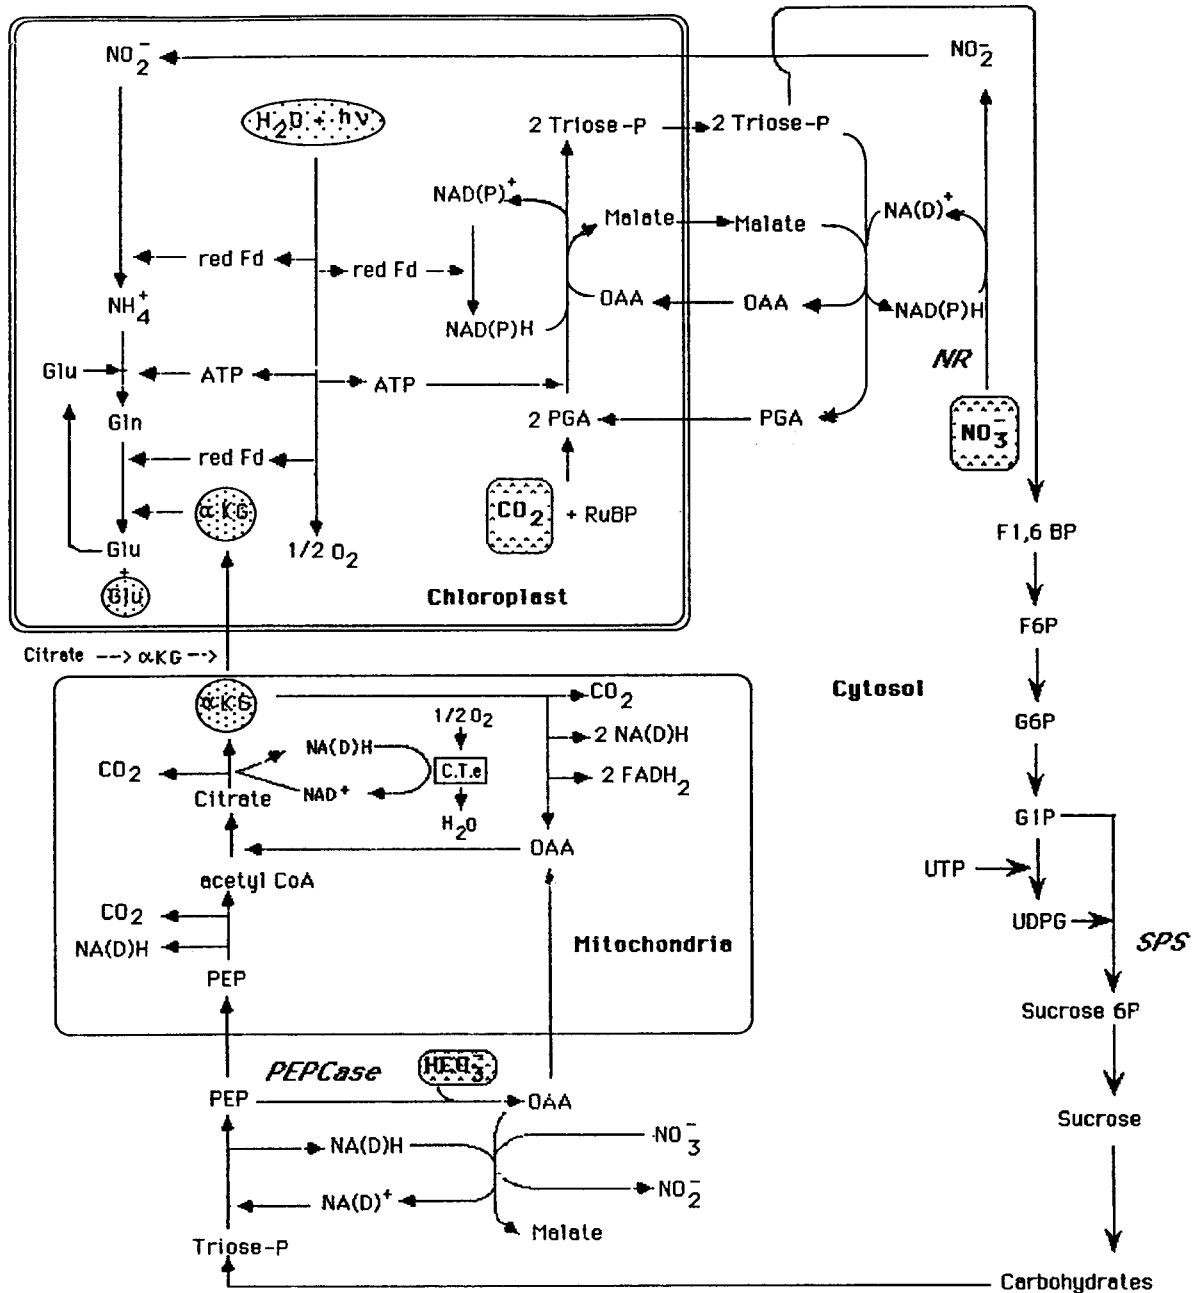 NO₂⁻
NO₂⁻
H₂O + hν
2 Triose-P
2 Triose-P
NAD(P)⁺
Malate
Malate
NA(D)⁺
red Fd
red Fd
NH₄⁺
OAA
OAA
NAD(P)H
NAD(P)H
NR
Glu
ATP
ATP
Gln
2 PGA
PGA
NO₃⁻
red Fd
αKG
CO₂ + RuBP
Glu
1/2 O₂
F1,6 BP
+
Glu
Chloroplast
F6P
Citrate ---> αKG --->
Cytosol
αKG
CO₂
1/2 O₂
G6P
NA(D)H
2 NA(D)H
CO₂
C.T.e
2 FADH₂
NAD⁺
Citrate
H₂O
G1P
OAA
UTP
acetyl CoA
CO₂
UDPG
NA(D)H
Mitochondria
SPS
PEP
Sucrose 6P
PEPCase
HCO₃⁻
PEP
OAA
Sucrose
NA(D)H
NO₃⁻
NA(D)⁺
NO₂⁻
Malate
Triose-P
Carbohydrates